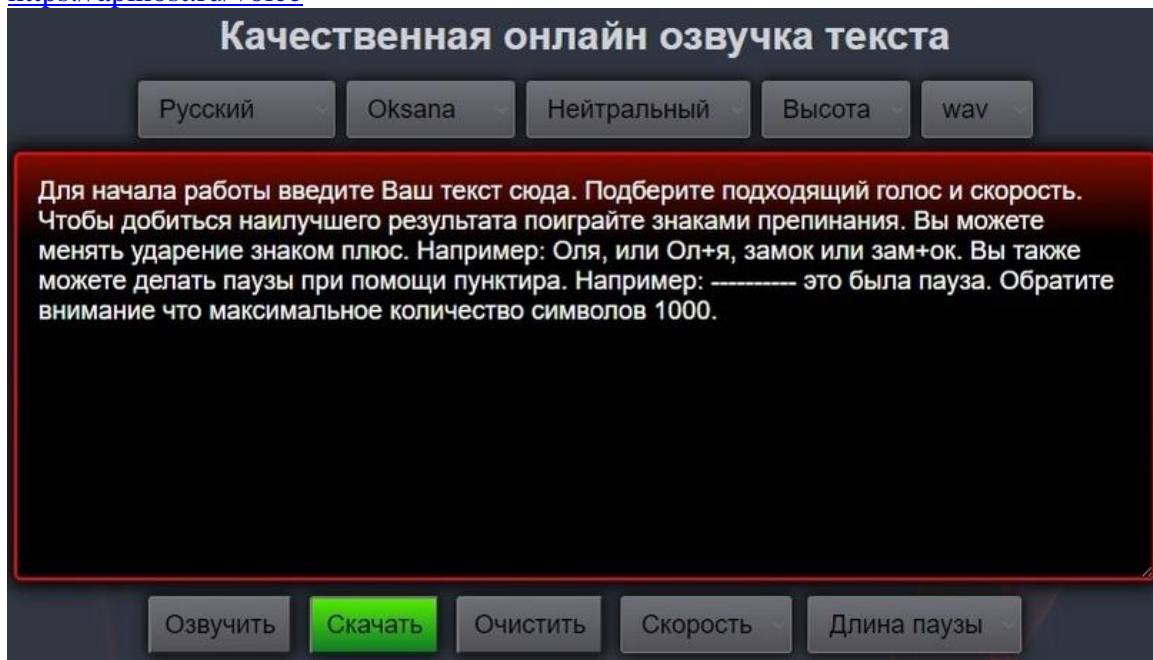 Качественная онлайн озвучка текста
Русский Oksana Нейтральный Высота wav
Для начала работы введите Ваш текст сюда. Подберите подходящий голос и скорость.
Чтобы добиться наилучшего результата поиграйте знаками препинания. Вы можете
менять ударение знаком плюс. Например: Оля, или Ол+я, замок или зам+ок. Вы также
можете делать паузы при помощи пунктира. Например: ---------- это была пауза. Обратите
внимание что максимальное количество символов 1000.
Озвучить Скачать Очистить Скорость Длина паузы